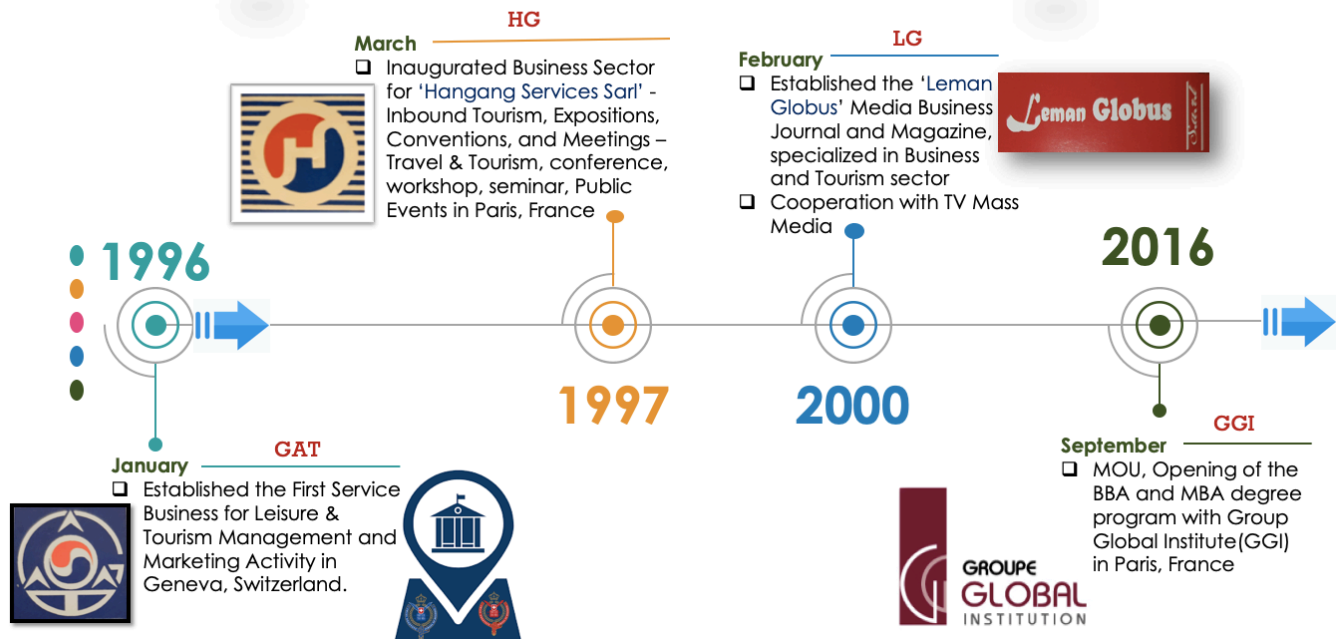 HG
March
❑ Inaugurated Business Sector
for ‘Hangang Services Sarl’ -
Inbound Tourism, Expositions,
Conventions, and Meetings –
Travel & Tourism, conference,
workshop, seminar, Public
Events in Paris, France
LG
February
❑ Established the ‘Leman
Globus’ Media Business
Journal and Magazine,
specialized in Business
and Tourism sector
❑ Cooperation with TV Mass
Media
Leman Globus
S.a.r.l
1996
2016
1997
2000
GAT
January
❑ Established the First Service
Business for Leisure &
Tourism Management and
Marketing Activity in
Geneva, Switzerland.
GROUPE
GLOBAL
INSTITUTION
GGI
September
❑ MOU, Opening of the
BBA and MBA degree
program with Group
Global Institute(GGI)
in Paris, France